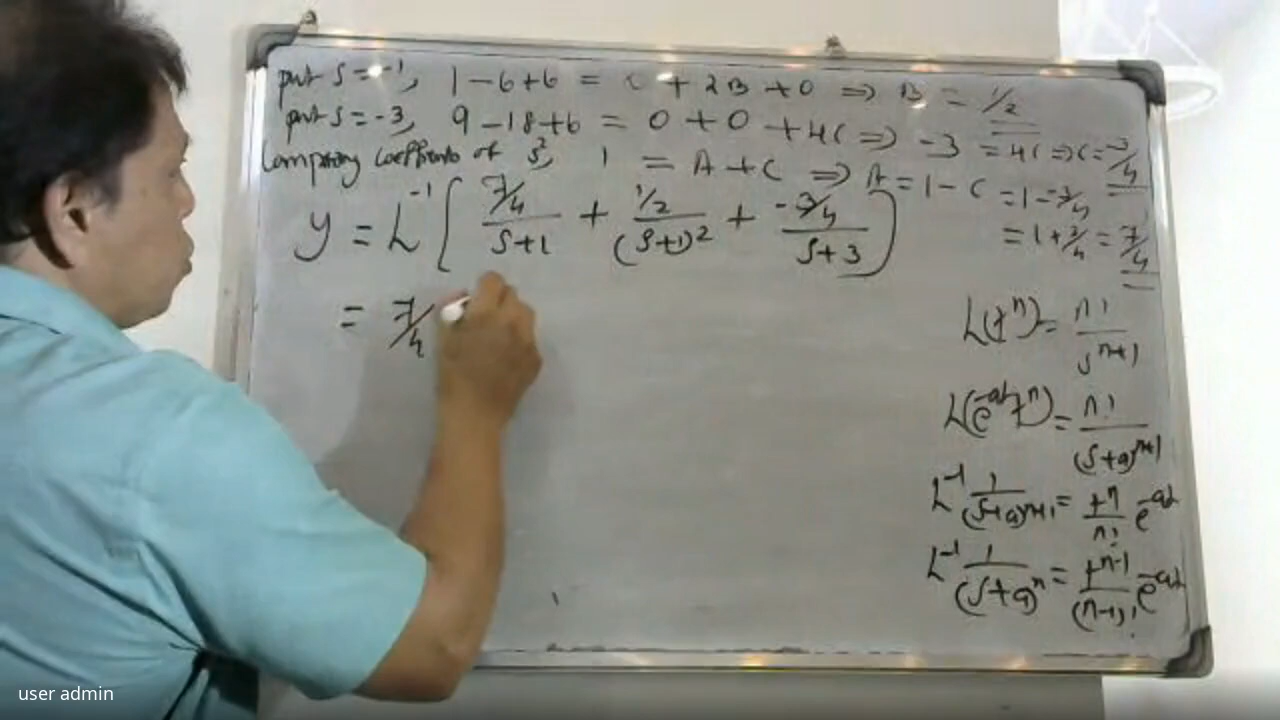 put s = -1, 1 - 6 + 6 = 0 + 2B + 0 ⇒ B = 1/2
put s = -3, 9 - 18 + 6 = 0 + 0 + 4C ⇒ -3 = 4C ⇒ C = -3/4
Comparing coefficients of s², 1 = A + C ⇒ A = 1 - C = 1 - -3/4
= 1 + 3/4 = 7/4
y = L⁻¹ [ 7/4 / s+1 + 1/2 / (s+1)² + -3/4 / s+3 ]
= 7/4
L(tⁿ) = n! / sⁿ⁺¹
L(e⁻ᵃᵗ tⁿ) = n! / (s+a)ⁿ⁺¹
L⁻¹ 1 / (s+a)ⁿ⁺¹ = tⁿ / n! e⁻ᵃᵗ
L⁻¹ 1 / (s+a)ⁿ = tⁿ⁻¹ / (n-1)! e⁻ᵃᵗ
user admin